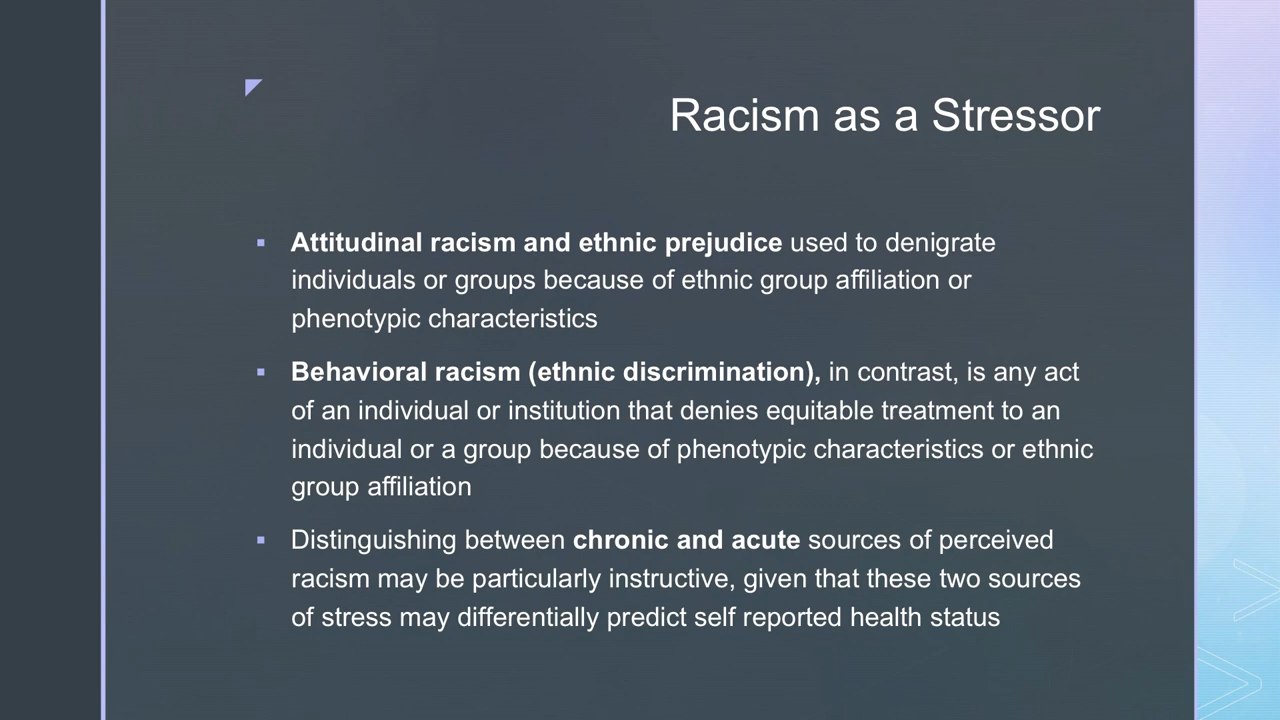 Racism as a Stressor
▪ Attitudinal racism and ethnic prejudice used to denigrate
individuals or groups because of ethnic group affiliation or
phenotypic characteristics
▪ Behavioral racism (ethnic discrimination), in contrast, is any act
of an individual or institution that denies equitable treatment to an
individual or a group because of phenotypic characteristics or ethnic
group affiliation
▪ Distinguishing between chronic and acute sources of perceived
racism may be particularly instructive, given that these two sources
of stress may differentially predict self reported health status